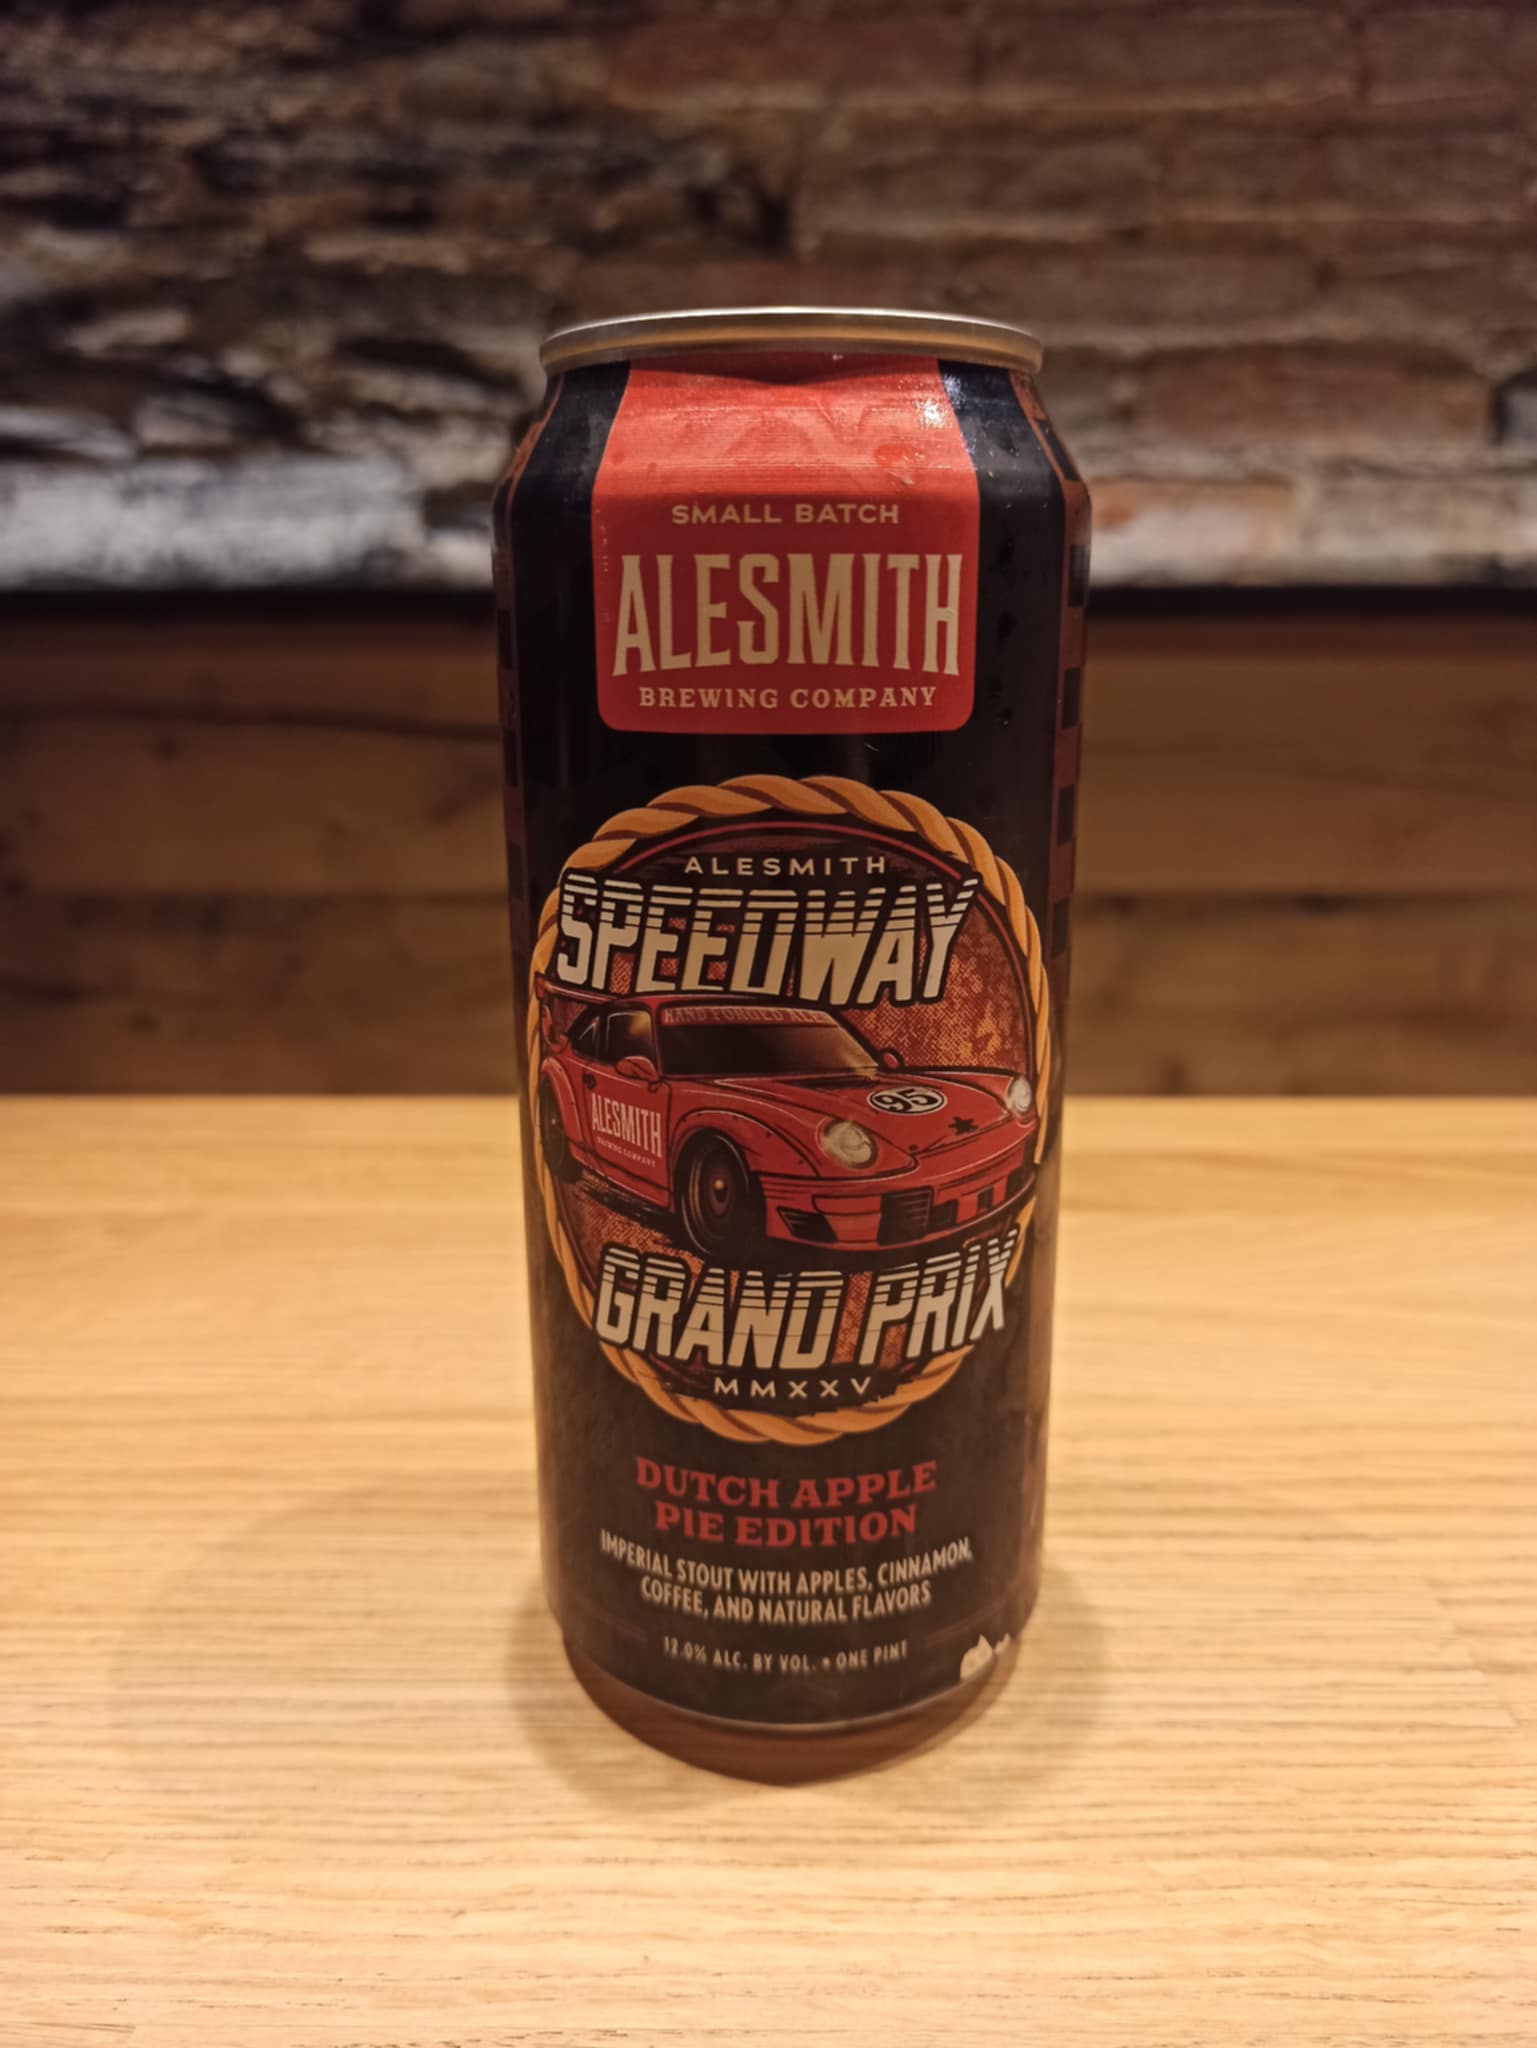 SMALL BATCH
ALESMITH
BREWING COMPANY
ALESMITH
SPEEDWAY
HAND FORGED ALES
95
ALESMITH
BREWING COMPANY
GRAND PRIX
MMXXV
DUTCH APPLE
PIE EDITION
IMPERIAL STOUT WITH APPLES, CINNAMON,
COFFEE, AND NATURAL FLAVORS
12.0% ALC. BY VOL. • ONE PINT